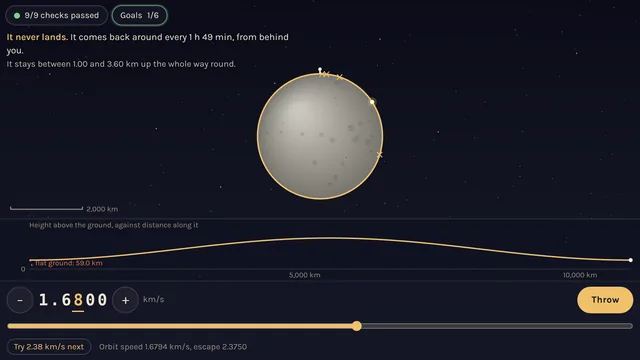 9/9 checks passed
Goals 1/6
It never lands. It comes back around every 1 h 49 min, from behind
you.
It stays between 1.00 and 3.60 km up the whole way round.
2,000 km
Height above the ground, against distance along it
flat ground: 59.0 km
0
5,000 km
10,000 km
− 1.6800 + km/s
Throw
Try 2.38 km/s next
Orbit speed 1.6794 km/s, escape 2.3750